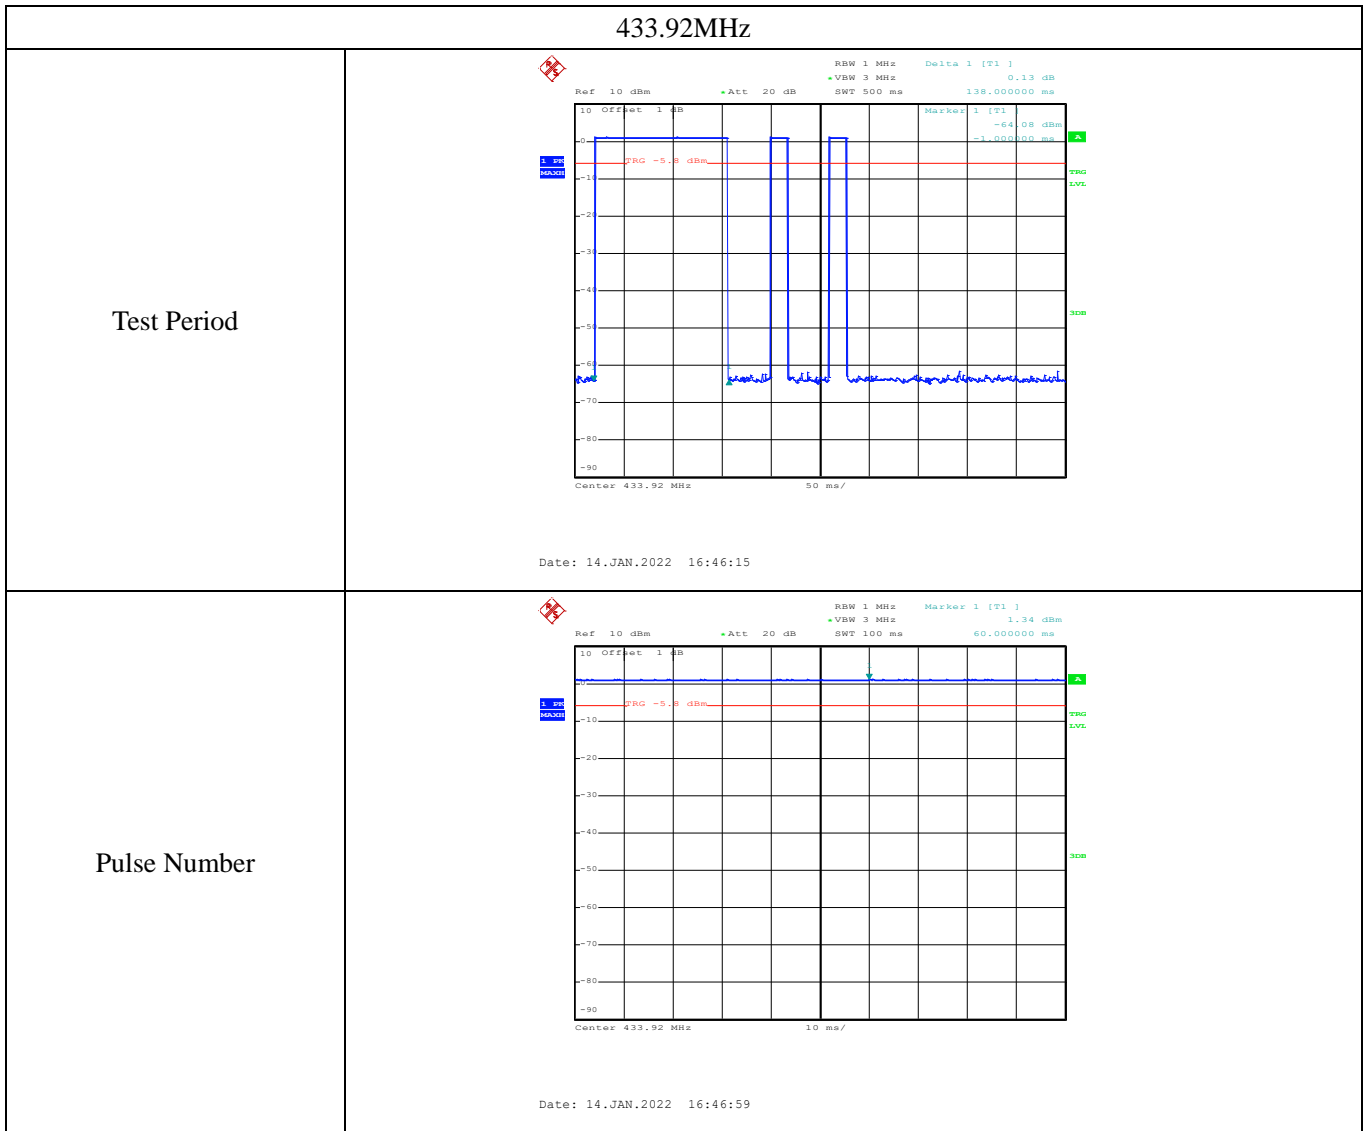 433.92MHz
Test Period
RBW 1 MHz Delta 1 [T1 ]
VBW 3 MHz 0.13 dB
Ref 10 dBm Att 20 dB SWT 500 ms 138.000000 ms
10 Offset 1 dB Marker 1 [T1 ]
-64.08 dBm
0 -1.000000 ms A
1 PK TRG -5.8 dBm
MAXH -10 TRG
LVL
-20
-30
-40
3DB
-50
-60
1
-70
-80
-90
Center 433.92 MHz 50 ms/
Date: 14.JAN.2022 16:46:15
Pulse Number
RBW 1 MHz Marker 1 [T1 ]
VBW 3 MHz 1.34 dBm
Ref 10 dBm Att 20 dB SWT 100 ms 60.000000 ms
10 Offset 1 dB
1
0 A
1 PK TRG -5.8 dBm
MAXH -10 TRG
LVL
-20
-30
-40
3DB
-50
-60
-70
-80
-90
Center 433.92 MHz 10 ms/
Date: 14.JAN.2022 16:46:59